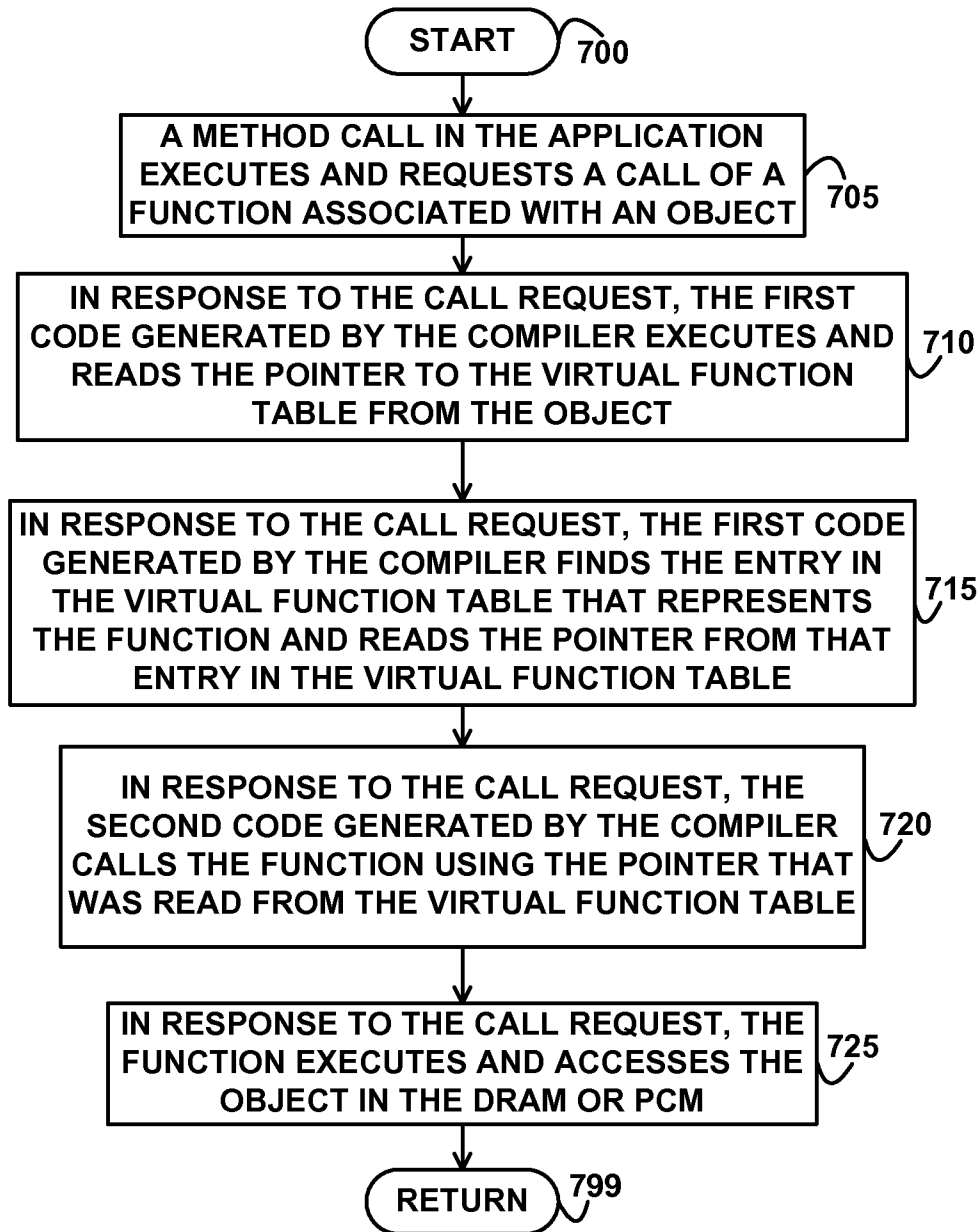 START
700
A METHOD CALL IN THE APPLICATION
EXECUTES AND REQUESTS A CALL OF A
FUNCTION ASSOCIATED WITH AN OBJECT
705
IN RESPONSE TO THE CALL REQUEST, THE FIRST
CODE GENERATED BY THE COMPILER EXECUTES AND
READS THE POINTER TO THE VIRTUAL FUNCTION
TABLE FROM THE OBJECT
710
IN RESPONSE TO THE CALL REQUEST, THE FIRST CODE
GENERATED BY THE COMPILER FINDS THE ENTRY IN
THE VIRTUAL FUNCTION TABLE THAT REPRESENTS
THE FUNCTION AND READS THE POINTER FROM THAT
ENTRY IN THE VIRTUAL FUNCTION TABLE
715
IN RESPONSE TO THE CALL REQUEST, THE
SECOND CODE GENERATED BY THE COMPILER
CALLS THE FUNCTION USING THE POINTER THAT
WAS READ FROM THE VIRTUAL FUNCTION TABLE
720
IN RESPONSE TO THE CALL REQUEST, THE
FUNCTION EXECUTES AND ACCESSES THE
OBJECT IN THE DRAM OR PCM
725
RETURN
799